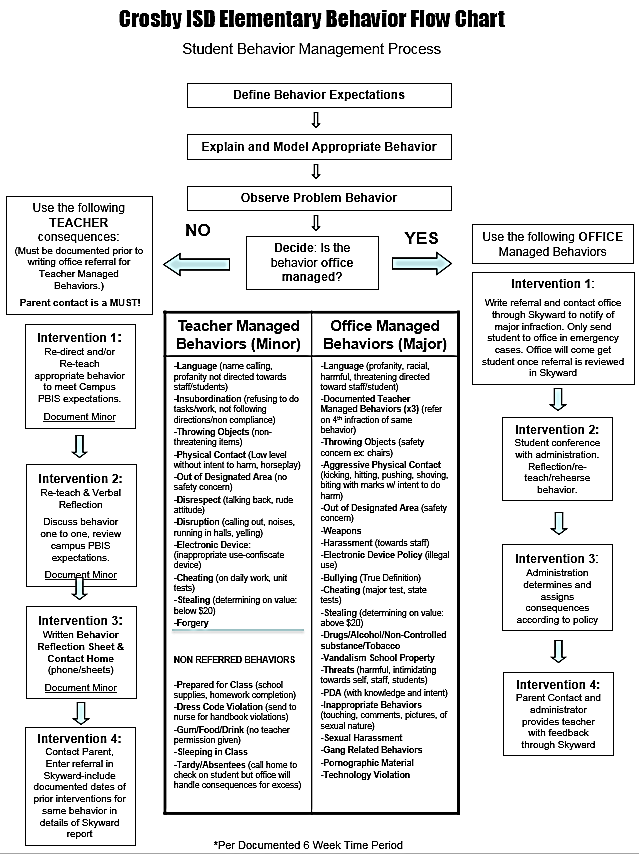 Crosby ISD Elementary Behavior Flow Chart
Student Behavior Management Process
Define Behavior Expectations
Explain and Model Appropriate Behavior
Observe Problem Behavior
Decide: Is the
behavior office
managed?
NO
YES
Use the following
TEACHER
consequences:
(Must be documented prior to
writing office referral for
Teacher Managed
Behaviors.)
Parent contact is a MUST!
Intervention 1:
Re-direct and/or
Re-teach
appropriate behavior
to meet Campus
PBIS expectations.
Document Minor
Intervention 2:
Re-teach & Verbal
Reflection
Discuss behavior
one to one, review
campus PBIS
expectations.
Document Minor
Intervention 3:
Written Behavior
Reflection Sheet &
Contact Home
(phone/sheets)
Document Minor
Intervention 4:
Contact Parent,
Enter referral in
Skyward-include
documented dates of
prior interventions for
same behavior in
details of Skyward
report
Teacher Managed
Behaviors (Minor)
-Language (name calling,
profanity not directed towards
staff/students)
-Insubordination (refusing to do
tasks/work, not following
directions/non compliance)
-Throwing Objects (non-
threatening items)
-Physical Contact (Low level
without intent to harm, horseplay)
-Out of Designated Area (no
safety concern)
-Disrespect (talking back, rude
attitude)
-Disruption (calling out, noises,
running in halls, yelling)
-Electronic Device:
(inappropriate use-confiscate
device)
-Cheating (on daily work, unit
tests)
-Stealing (determining on value:
below $20)
-Forgery
NON REFERRED BEHAVIORS
-Prepared for Class (school
supplies, homework completion)
-Dress Code Violation (send to
nurse for handbook violations)
-Gum/Food/Drink (no teacher
permission given)
-Sleeping in Class
-Tardy/Absentees (call home to
check on student but office will
handle consequences for excess)
Office Managed
Behaviors (Major)
-Language (profanity, racial,
harmful, threatening directed
toward staff/student)
-Documented Teacher
Managed Behaviors (x3) (refer
on 4th infraction of same
behavior)
-Throwing Objects (safety
concern ex: chairs)
-Aggressive Physical Contact
(kicking, hitting, pushing, shoving,
biting with marks w/ intent to do
harm)
-Out of Designated Area (safety
concern)
-Weapons
-Harassment (towards staff)
-Electronic Device Policy (illegal
use)
-Bullying (True Definition)
-Cheating (major test, state
tests)
-Stealing (determining on value:
above $20)
-Drugs/Alcohol/Non-Controlled
substance/Tobacco
-Vandalism School Property
-Threats (harmful, intimidating
towards self, staff, students)
-PDA (with knowledge and intent)
-Inappropriate Behaviors
(touching, comments, pictures, of
sexual nature)
-Sexual Harassment
-Gang Related Behaviors
-Pornographic Material
-Technology Violation
Use the following OFFICE
Managed Behaviors
Intervention 1:
Write referral and contact office
through Skyward to notify of
major infraction. Only send
student to office in emergency
cases. Office will come get
student once referral is reviewed
in Skyward
Intervention 2:
Student conference
with administration.
Reflection/re-
teach/rehearse
behavior.
Intervention 3:
Administration
determines and
assigns
consequences
according to policy
Intervention 4:
Parent Contact and
administrator
provides teacher
with feedback
through Skyward
*Per Documented 6 Week Time Period